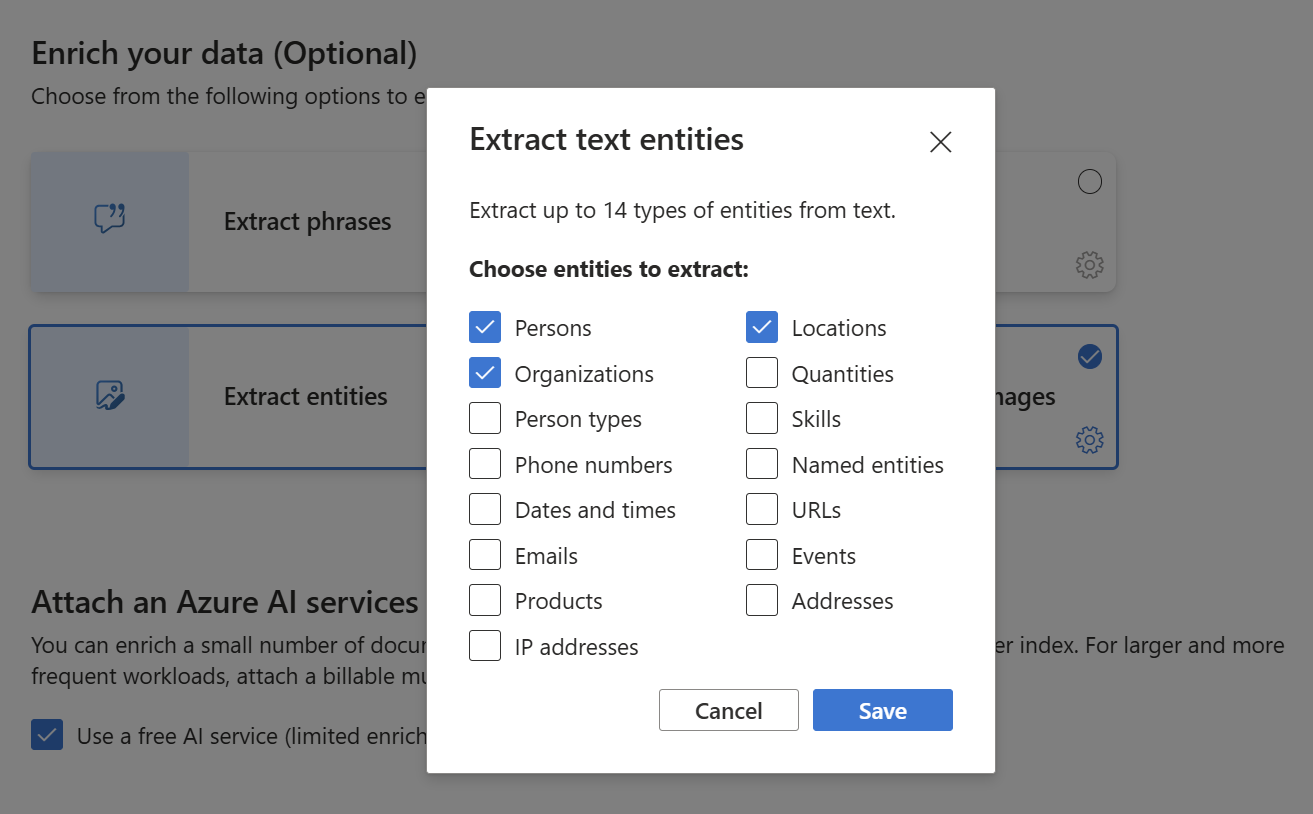 Enrich your data (Optional)
Choose from the following options to e
Extract phrases
Extract entities
Extract text entities
Extract up to 14 types of entities from text.
Choose entities to extract:
Persons
Locations
Organizations
Quantities
Person types
Skills
Phone numbers
Named entities
Dates and times
URLs
Emails
Events
Products
Addresses
IP addresses
Cancel
Save
Attach an Azure AI services
You can enrich a small number of docu
er index. For larger and more
frequent workloads, attach a billable mu
Use a free AI service (limited enrich